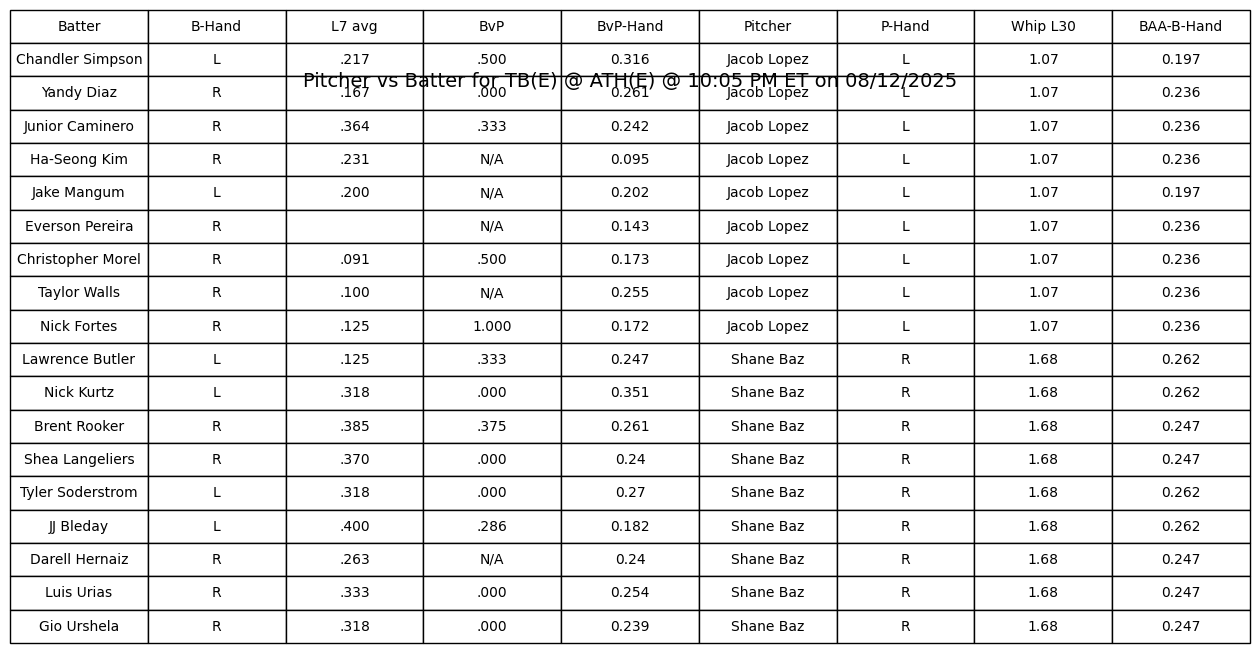 Batter B-Hand L7 avg BvP BvP-Hand Pitcher P-Hand Whip L30 BAA-B-Hand
Chandler Simpson L .217 .500 0.316 Jacob Lopez L 1.07 0.197
Pitcher vs Batter for TB(E) @ ATH(E) @ 10:05 PM ET on 08/12/2025
Yandy Diaz R .167 .000 0.261 Jacob Lopez L 1.07 0.236
Junior Caminero R .364 .333 0.242 Jacob Lopez L 1.07 0.236
Ha-Seong Kim R .231 N/A 0.095 Jacob Lopez L 1.07 0.236
Jake Mangum L .200 N/A 0.202 Jacob Lopez L 1.07 0.197
Everson Pereira R N/A 0.143 Jacob Lopez L 1.07 0.236
Christopher Morel R .091 .500 0.173 Jacob Lopez L 1.07 0.236
Taylor Walls R .100 N/A 0.255 Jacob Lopez L 1.07 0.236
Nick Fortes R .125 1.000 0.172 Jacob Lopez L 1.07 0.236
Lawrence Butler L .125 .333 0.247 Shane Baz R 1.68 0.262
Nick Kurtz L .318 .000 0.351 Shane Baz R 1.68 0.262
Brent Rooker R .385 .375 0.261 Shane Baz R 1.68 0.247
Shea Langeliers R .370 .000 0.24 Shane Baz R 1.68 0.247
Tyler Soderstrom L .318 .000 0.27 Shane Baz R 1.68 0.262
JJ Bleday L .400 .286 0.182 Shane Baz R 1.68 0.262
Darell Hernaiz R .263 N/A 0.24 Shane Baz R 1.68 0.247
Luis Urias R .333 .000 0.254 Shane Baz R 1.68 0.247
Gio Urshela R .318 .000 0.239 Shane Baz R 1.68 0.247